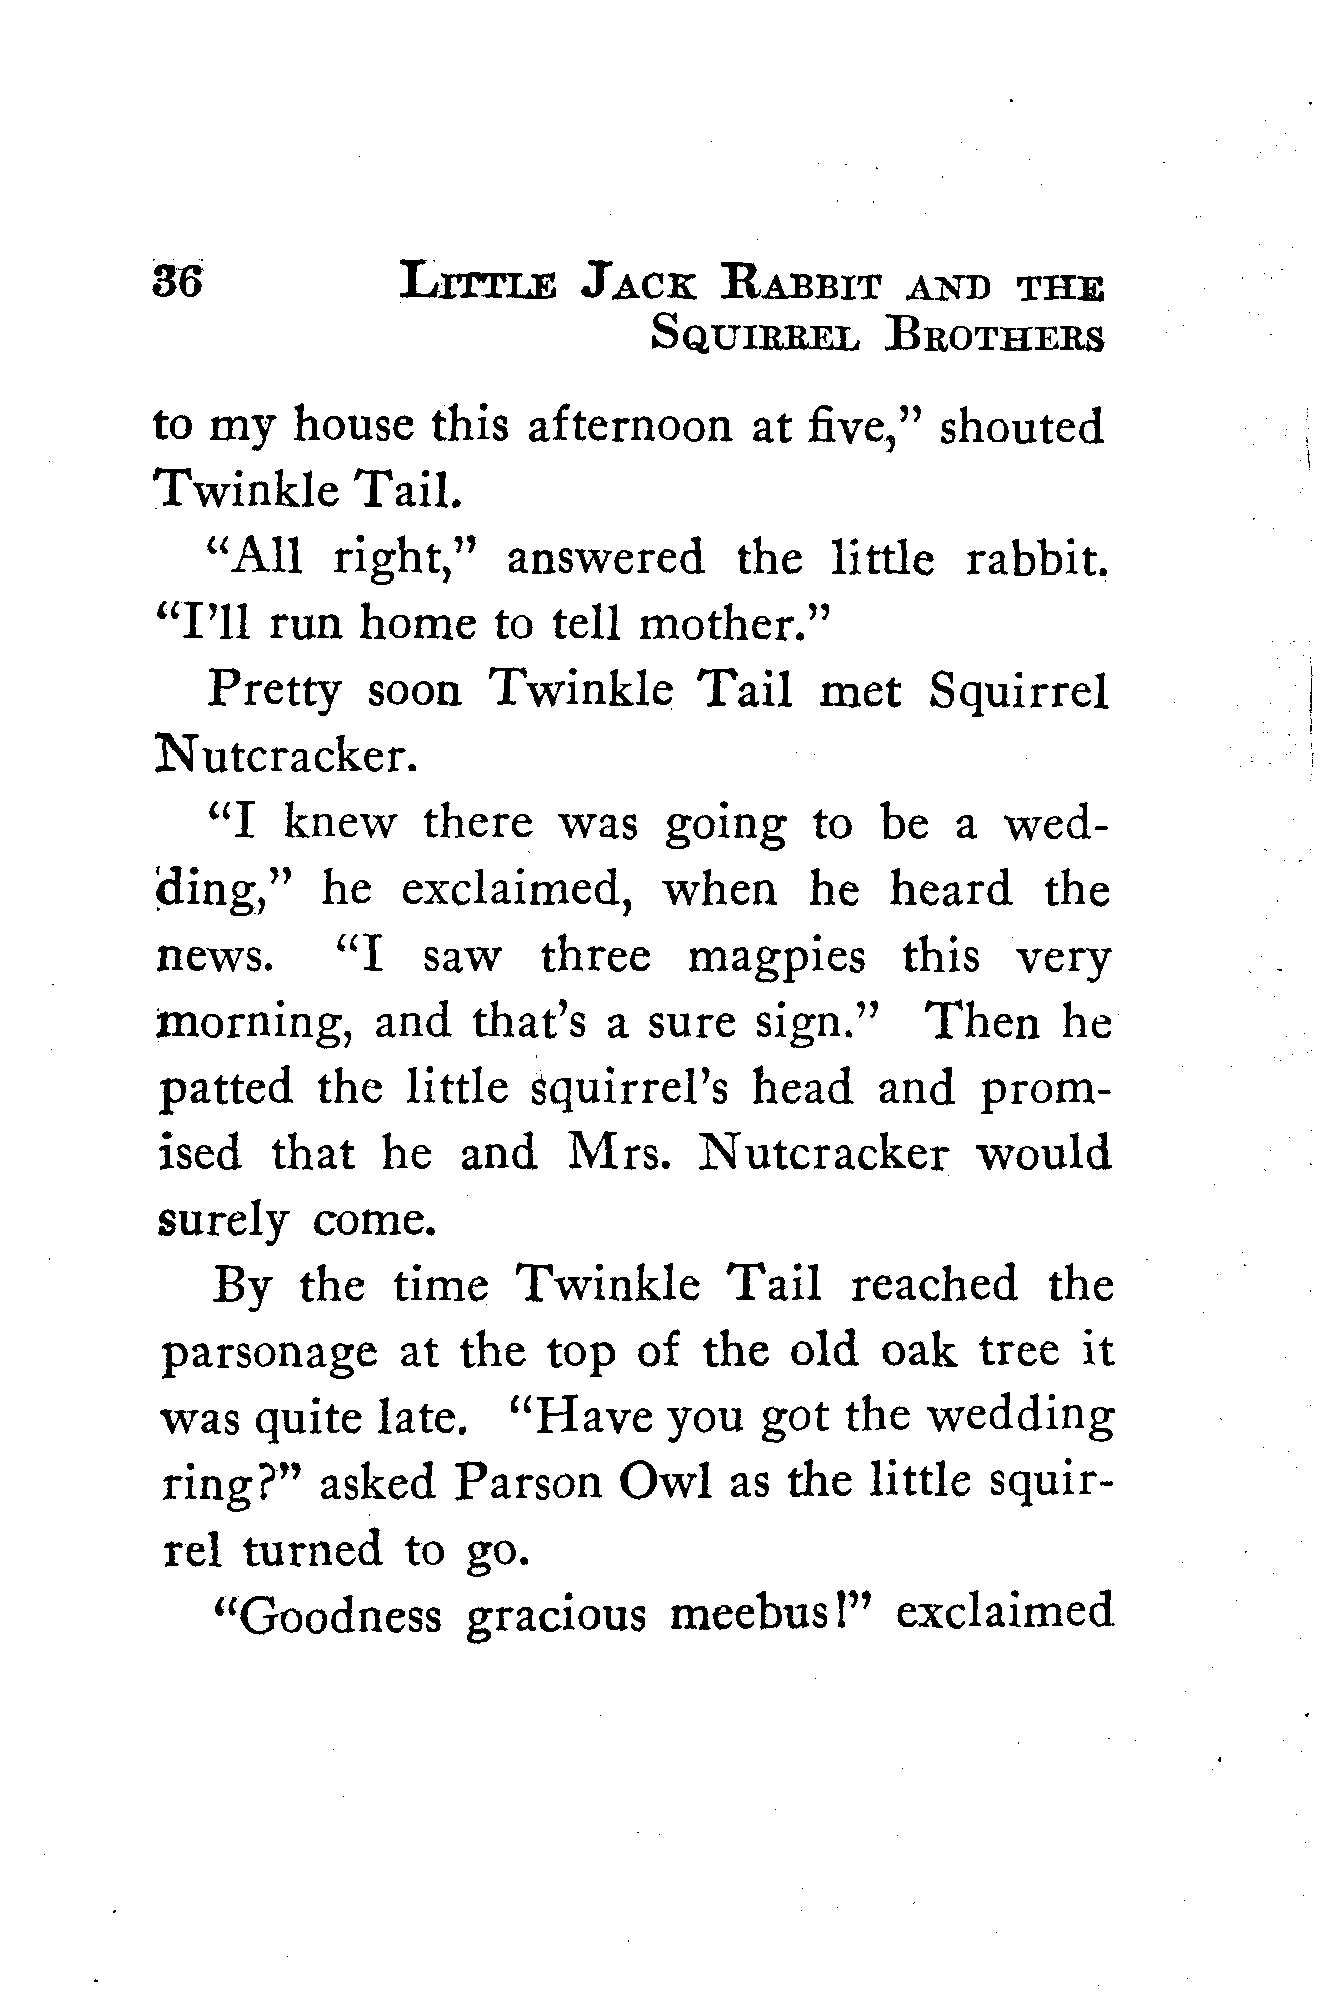 36 LITTLE JACK RABBIT AND THE
SQUIRREL BROTHERS
to my house this afternoon at five,” shouted
Twinkle Tail.
“All right,” answered the little rabbit.
“I’ll run home to tell mother.”
Pretty soon Twinkle Tail met Squirrel
Nutcracker.
“I knew there was going to be a wed-
ding,” he exclaimed, when he heard the
news. “I saw three magpies this very
morning, and that’s a sure sign.” Then he
patted the little squirrel’s head and prom-
ised that he and Mrs. Nutcracker would
surely come.
By the time Twinkle Tail reached the
parsonage at the top of the old oak tree it
was quite late. “Have you got the wedding
ring?” asked Parson Owl as the little squir-
rel turned to go.
“Goodness gracious meebus!” exclaimed